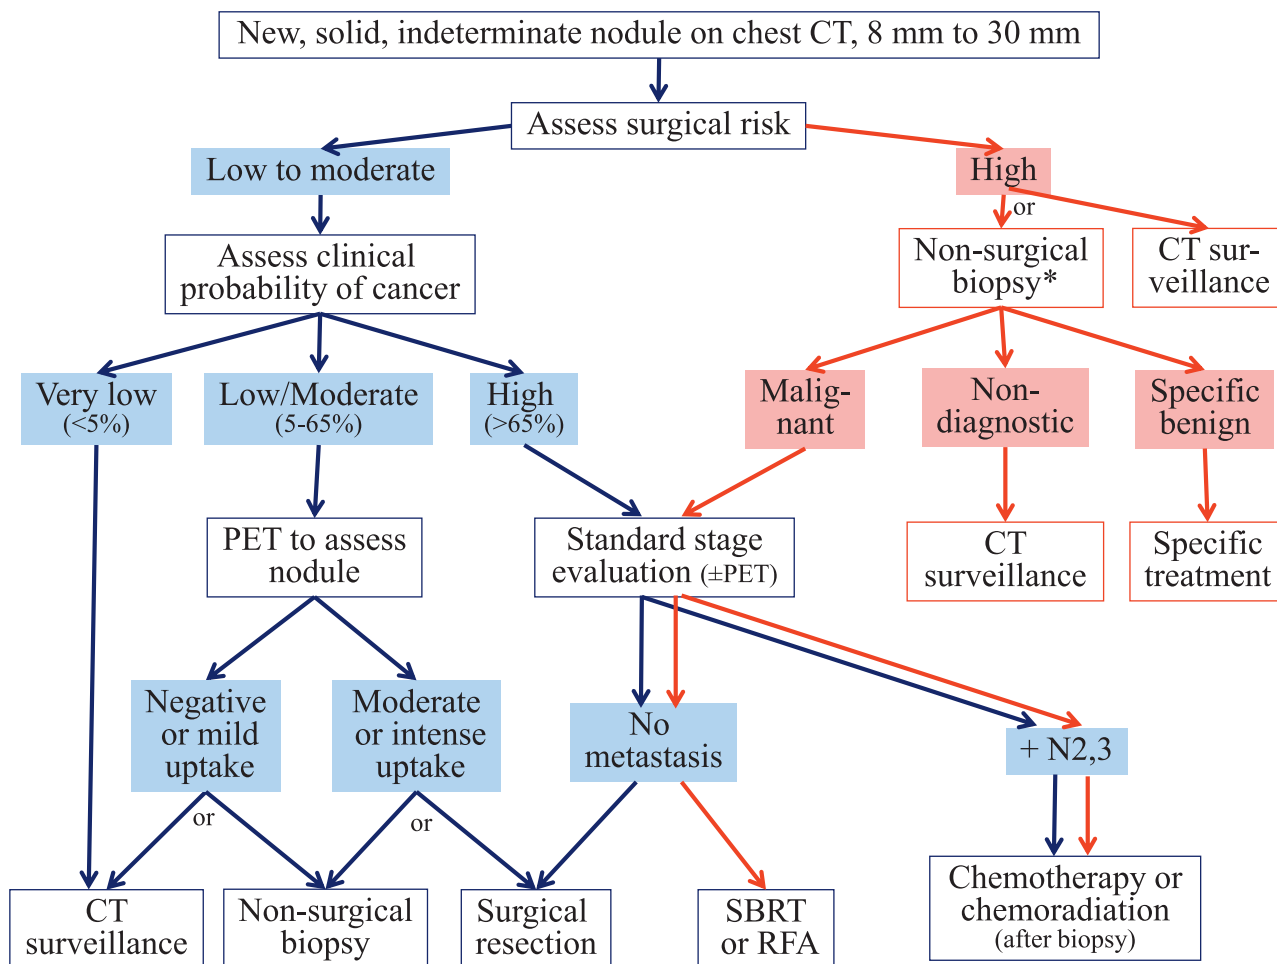 New, solid, indeterminate nodule on chest CT, 8 mm to 30 mm
Assess surgical risk
Low to moderate
High
or
Assess clinical
probability of cancer
Non-surgical
biopsy*
CT sur-
veillance
Very low
(<5%)
Low/Moderate
(5-65%)
High
(>65%)
Malig-
nant
Non-
diagnostic
Specific
benign
PET to assess
nodule
Standard stage
evaluation (±PET)
CT
surveillance
Specific
treatment
Negative
or mild
uptake
Moderate
or intense
uptake
No
metastasis
+ N2,3
or
or
CT
surveillance
Non-surgical
biopsy
Surgical
resection
SBRT
or RFA
Chemotherapy or
chemoradiation
(after biopsy)